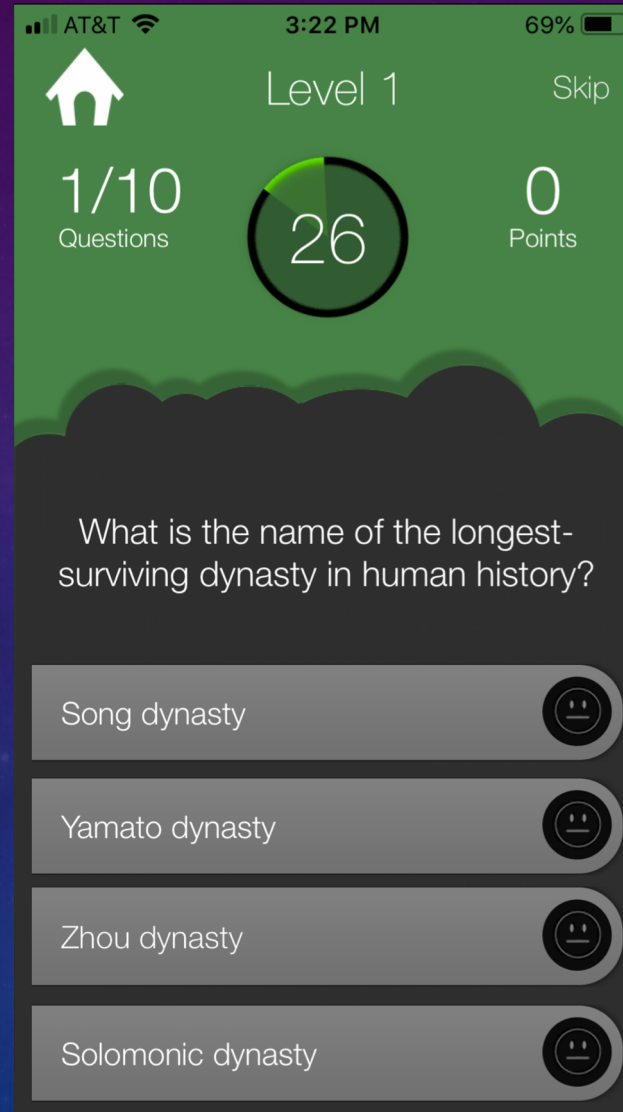 AT&T 3:22 PM 69%
Level 1 Skip
1/10 26 0
Questions Points
What is the name of the longest-
surviving dynasty in human history?
Song dynasty
Yamato dynasty
Zhou dynasty
Solomonic dynasty